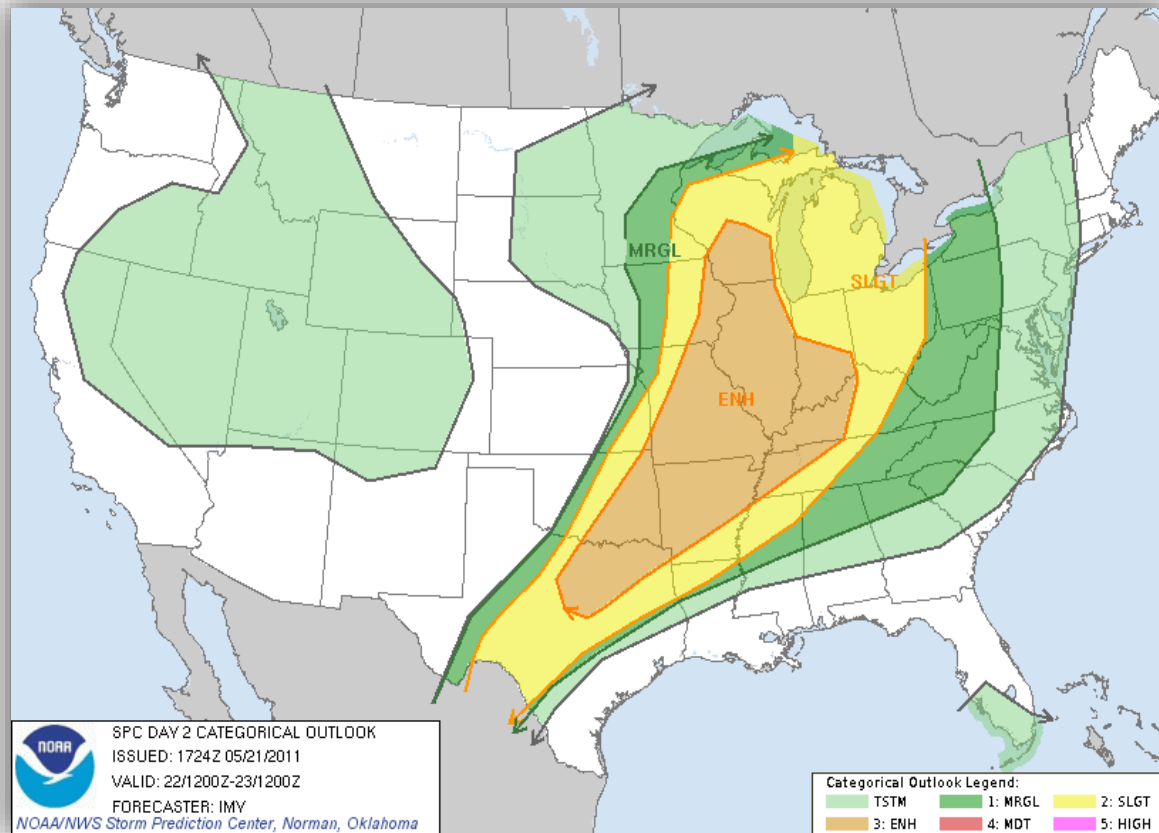 MRGL
SLGT
ENH
NOAA
SPC DAY 2 CATEGORICAL OUTLOOK
ISSUED: 1724Z 05/21/2011
VALID: 22/1200Z-23/1200Z
FORECASTER: IMY
NOAA/NWS Storm Prediction Center, Norman, Oklahoma
Categorical Outlook Legend:
TSTM 1: MRGL 2: SLGT
3: ENH 4: MDT 5: HIGH